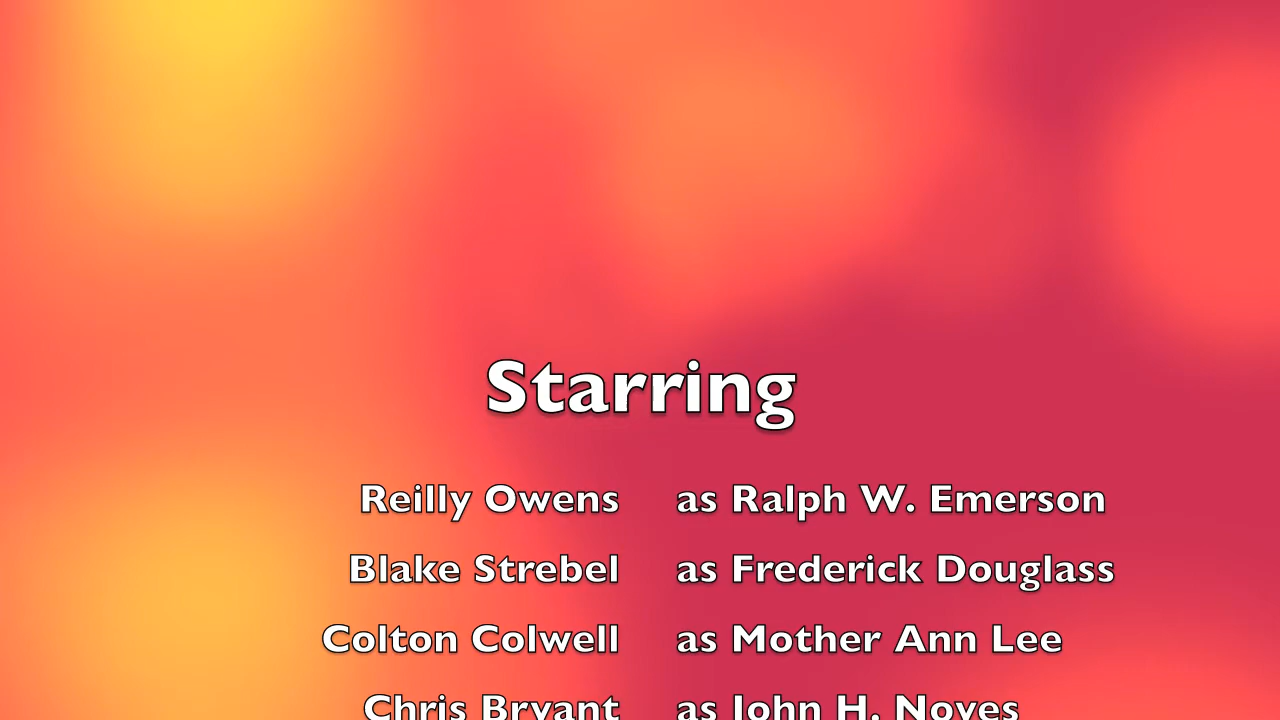 Starring
Reilly Owens as Ralph W. Emerson
Blake Strebel as Frederick Douglass
Colton Colwell as Mother Ann Lee
Chris Bryant as John H. Noyes